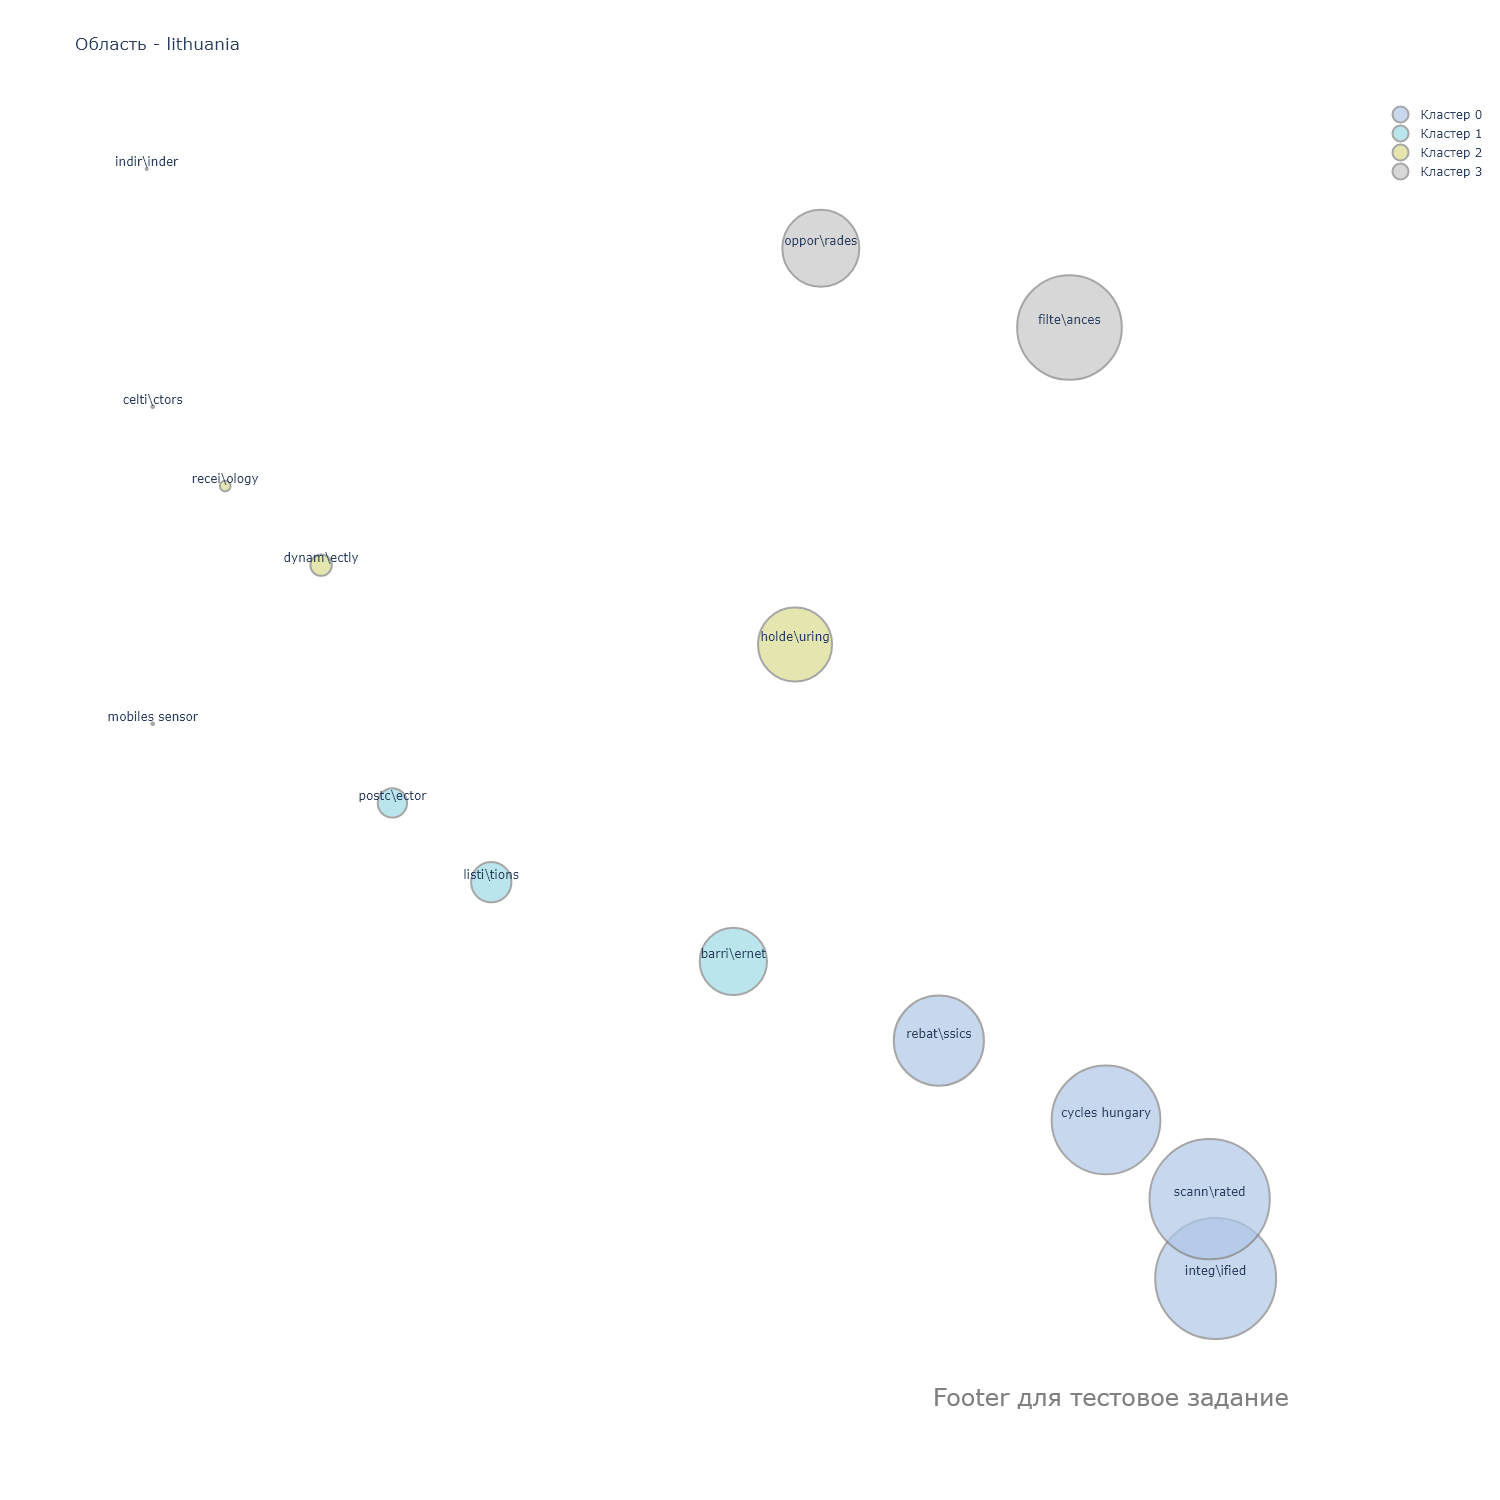 Область - lithuania
Кластер 0
Кластер 1
Кластер 2
Кластер 3
indir\inder
oppor\rades
filte\ances
celti\ctors
recei\ology
dynam\ectly
holde\uring
mobiles sensor
postc\ector
listi\tions
barri\ernet
rebat\ssics
cycles hungary
scann\rated
integ\ified
Footer для тестовое задание